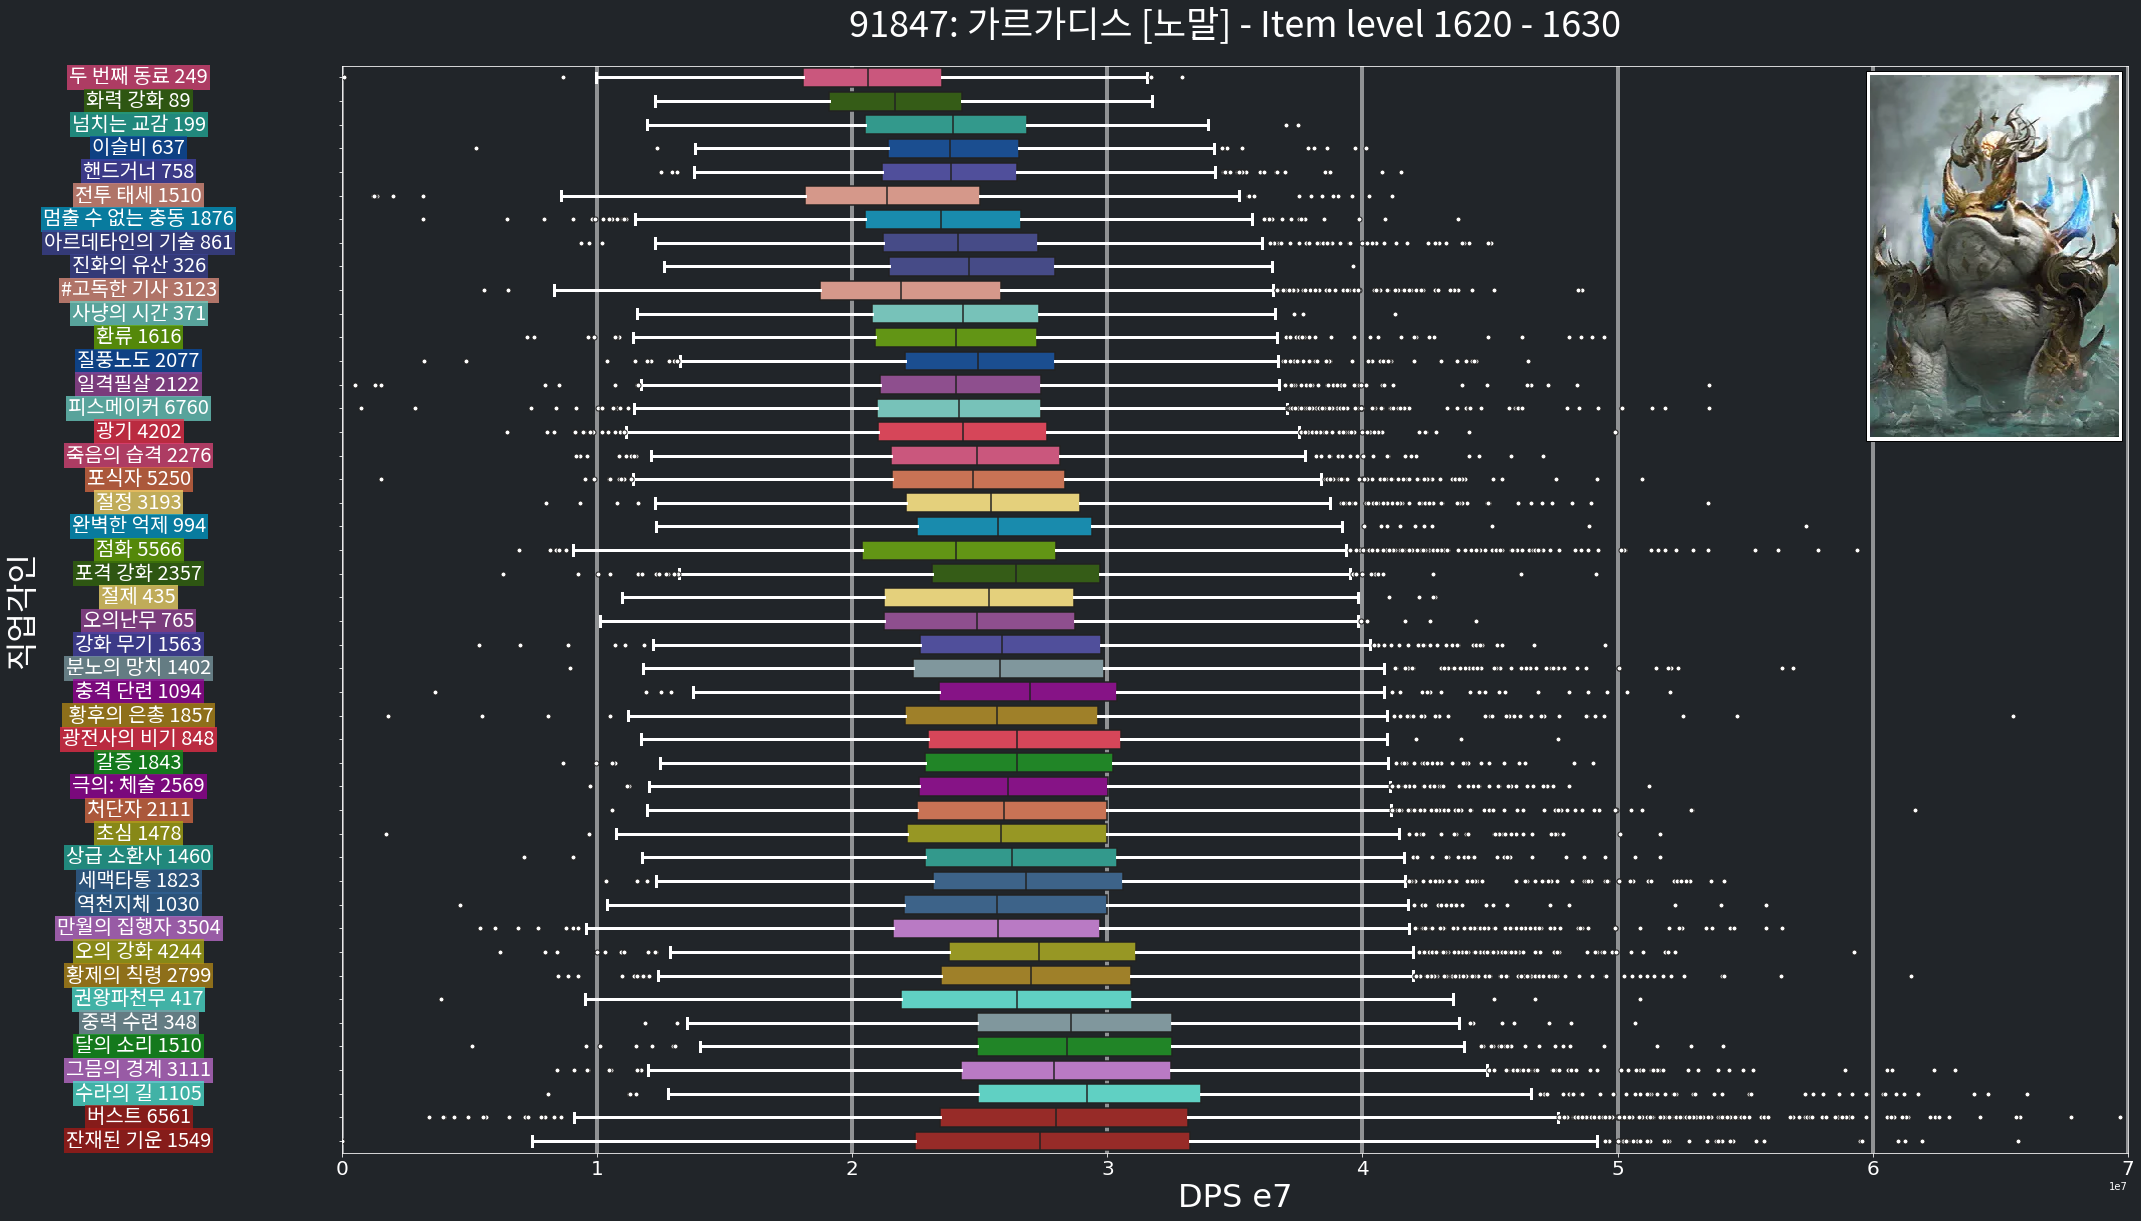 91847: 가르가디스 [노말] - Item level 1620 - 1630
두 번째 동료 249
화력 강화 89
넘치는 교감 199
이슬비 637
핸드거너 758
전투 태세 1510
멈출 수 없는 충동 1876
아르데타인의 기술 861
진화의 유산 326
#고독한 기사 3123
사냥의 시간 371
환류 1616
질풍노도 2077
일격필살 2122
피스메이커 6760
광기 4202
죽음의 습격 2276
포식자 5250
절정 3193
완벽한 억제 994
점화 5566
포격 강화 2357
절제 435
오의난무 765
강화 무기 1563
분노의 망치 1402
충격 단련 1094
황후의 은총 1857
광전사의 비기 848
갈증 1843
극의: 체술 2569
처단자 2111
초심 1478
상급 소환사 1460
세맥타통 1823
역천지체 1030
만월의 집행자 3504
오의 강화 4244
황제의 칙령 2799
권왕파천무 417
중력 수련 348
달의 소리 1510
그믐의 경계 3111
수라의 길 1105
버스트 6561
잔재된 기운 1549
직업각인
0 1 2 3 4 5 6 7
1e7
DPS e7